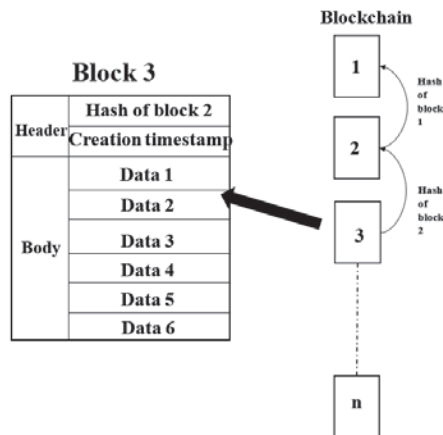 Blockchain
1
Hash
of
block
1
2
Hash
of
block
2
3
n
Block 3
Header
Hash of block 2
Creation timestamp
Body
Data 1
Data 2
Data 3
Data 4
Data 5
Data 6